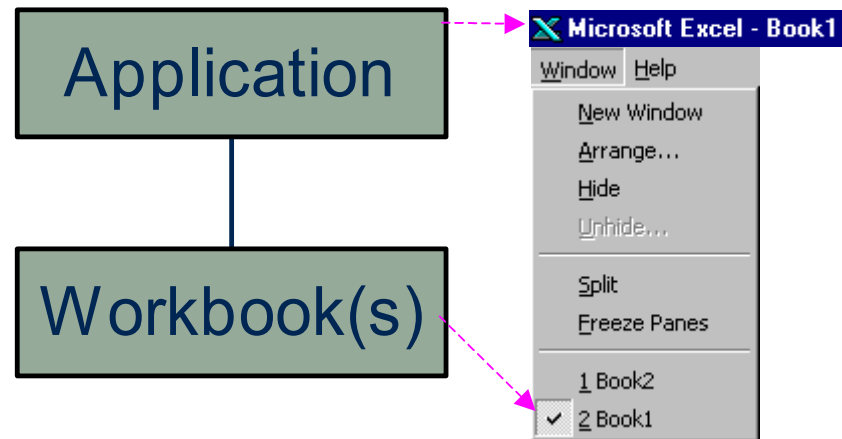 Application
Workbook(s)
Microsoft Excel - Book1
Window Help
New Window
Arrange...
Hide
Unhide...
Split
Freeze Panes
1 Book2
2 Book1